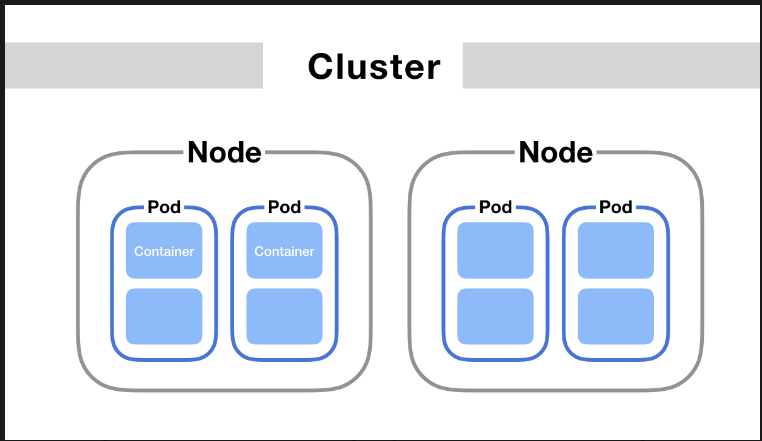 Cluster
Node
Node
Pod
Pod
Pod
Pod
Container
Container